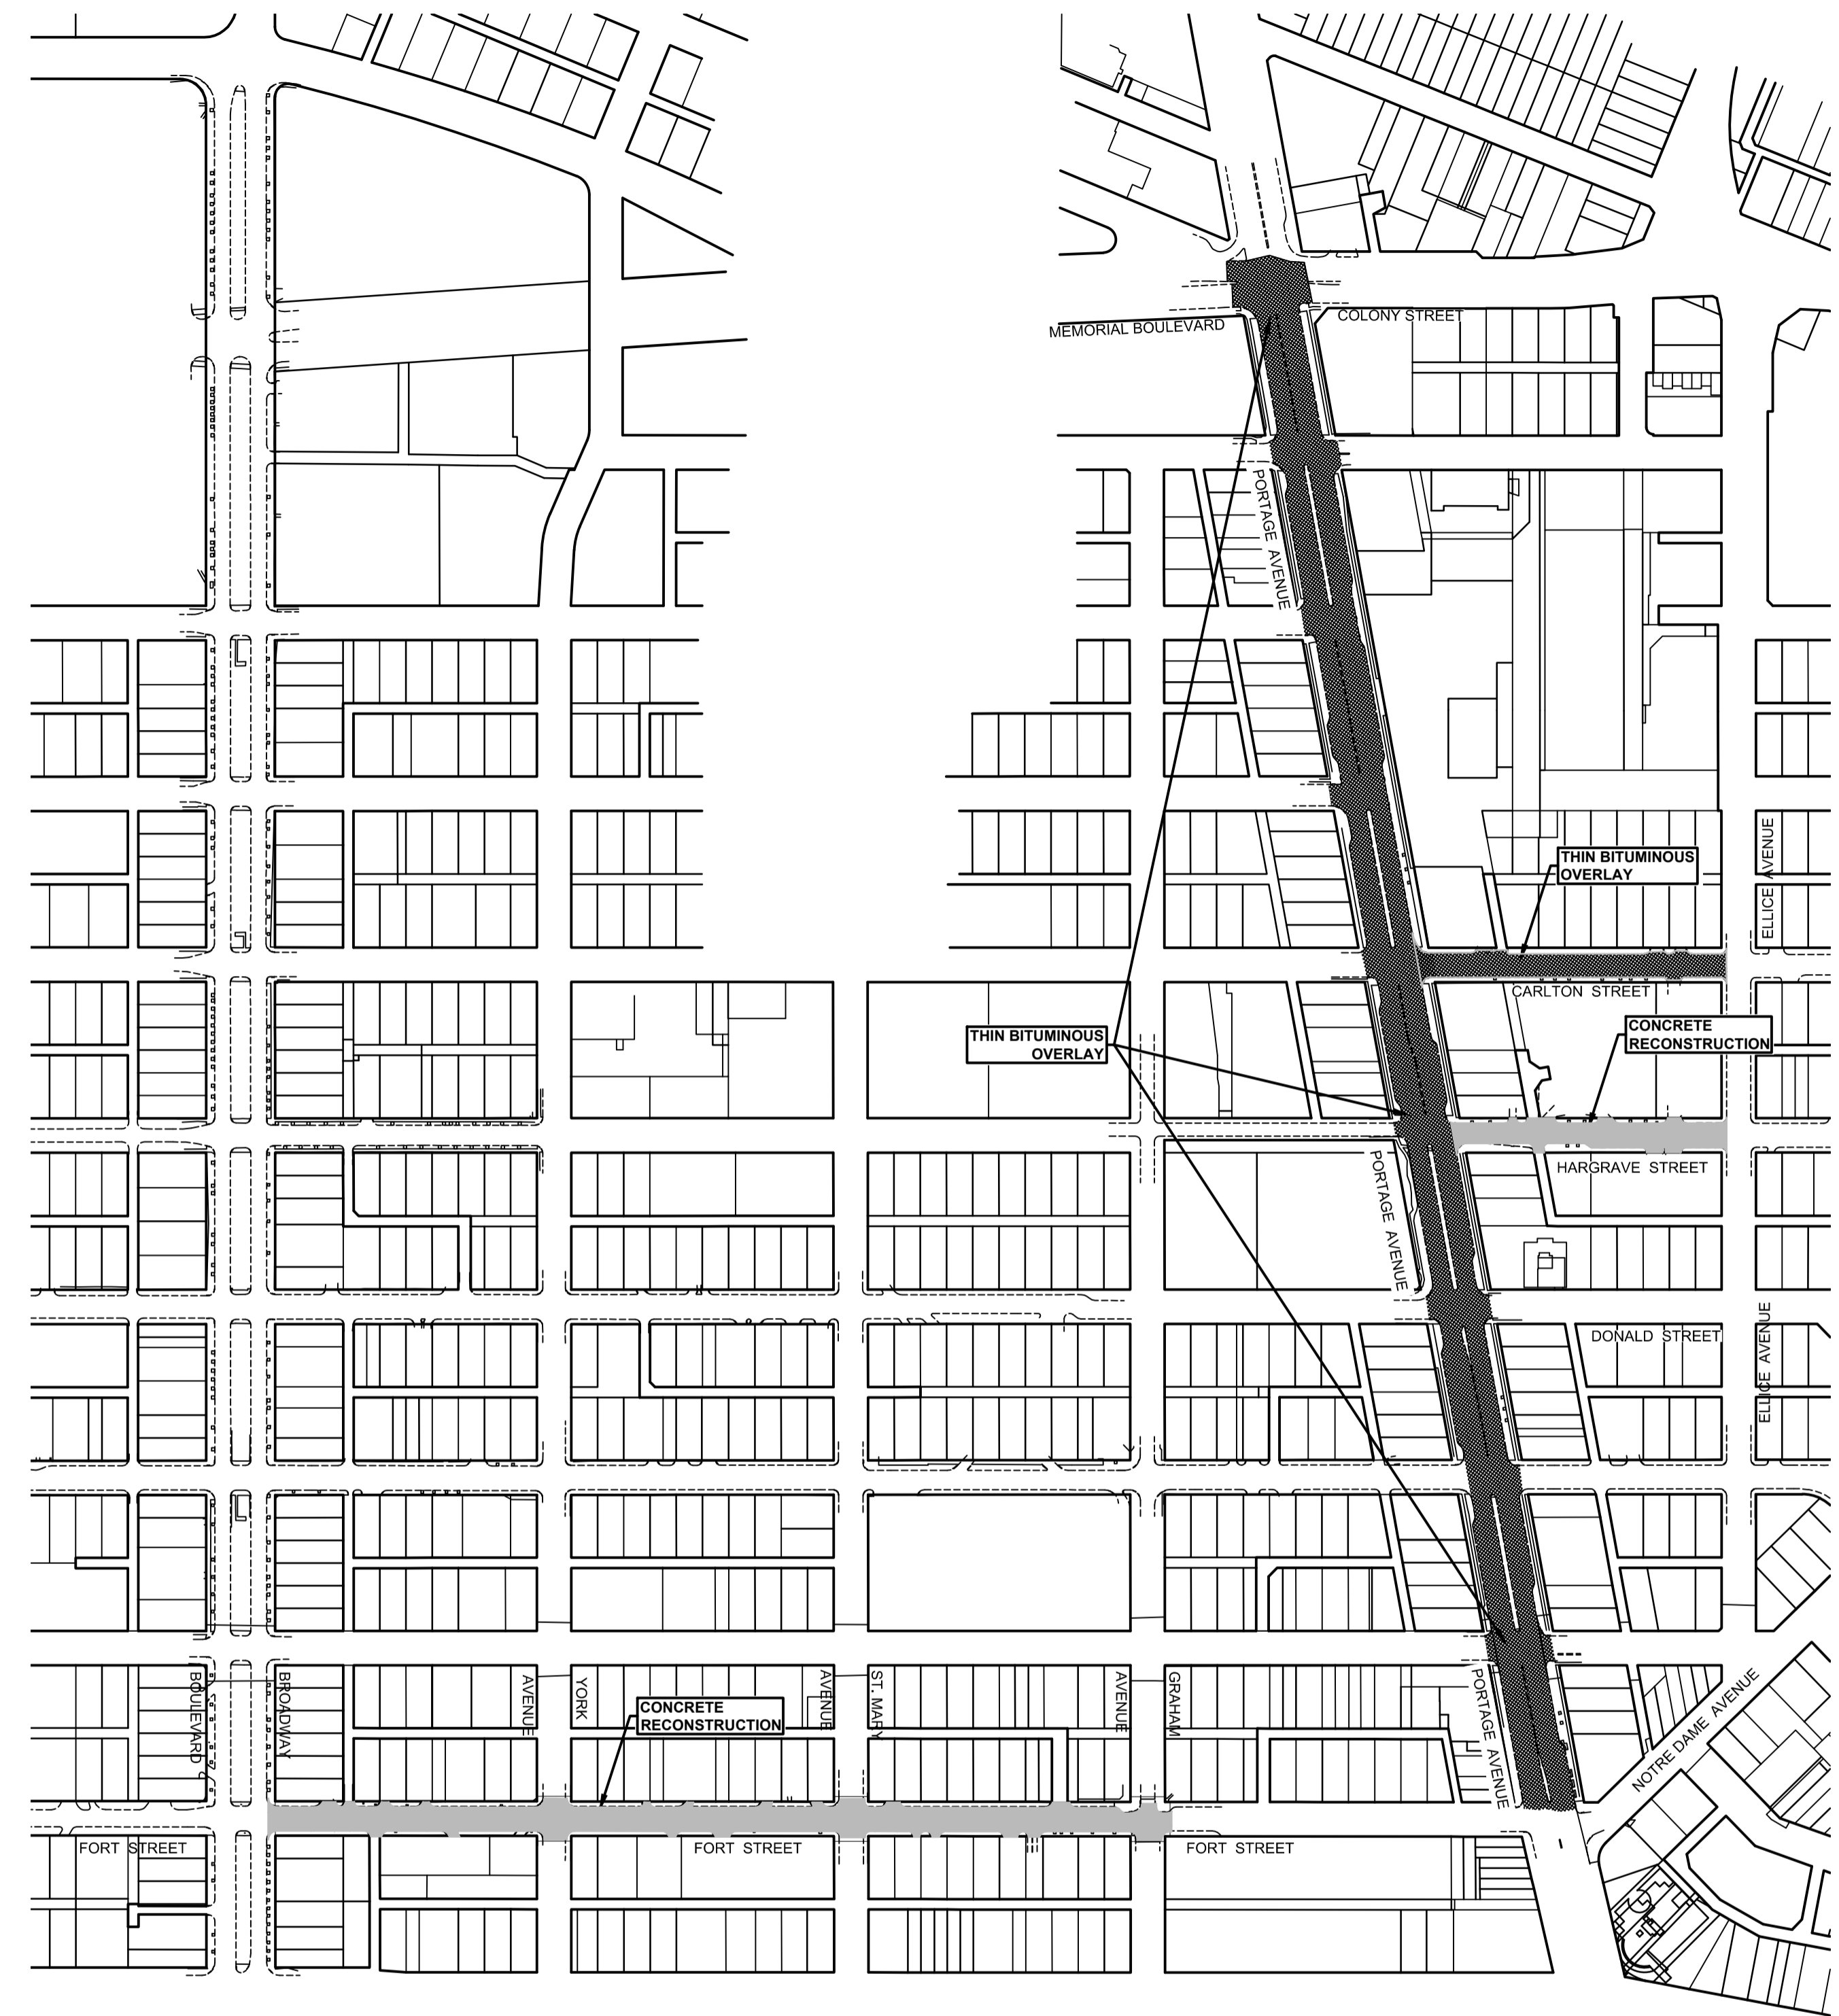 MEMORIAL BOULEVARD
COLONY STREET
PORTAGE AVENUE
THIN BITUMINOUS
OVERLAY
ELLICE AVENUE
CARLTON STREET
THIN BITUMINOUS
OVERLAY
CONCRETE
RECONSTRUCTION
PORTAGE AVENUE
HARGRAVE STREET
DONALD STREET
ELLICE AVENUE
BOULEVARD
BROADWAY
AVENUE
YORK
AVENUE
ST. MARY
AVENUE
GRAHAM
PORTAGE AVENUE
NOTRE DAME AVENUE
CONCRETE
RECONSTRUCTION
FORT STREET
FORT STREET
FORT STREET